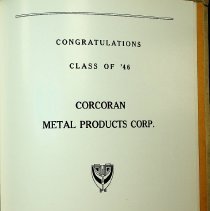 CONGRATULATIONS
CLASS OF '46
CORCORAN
METAL PRODUCTS CORP.